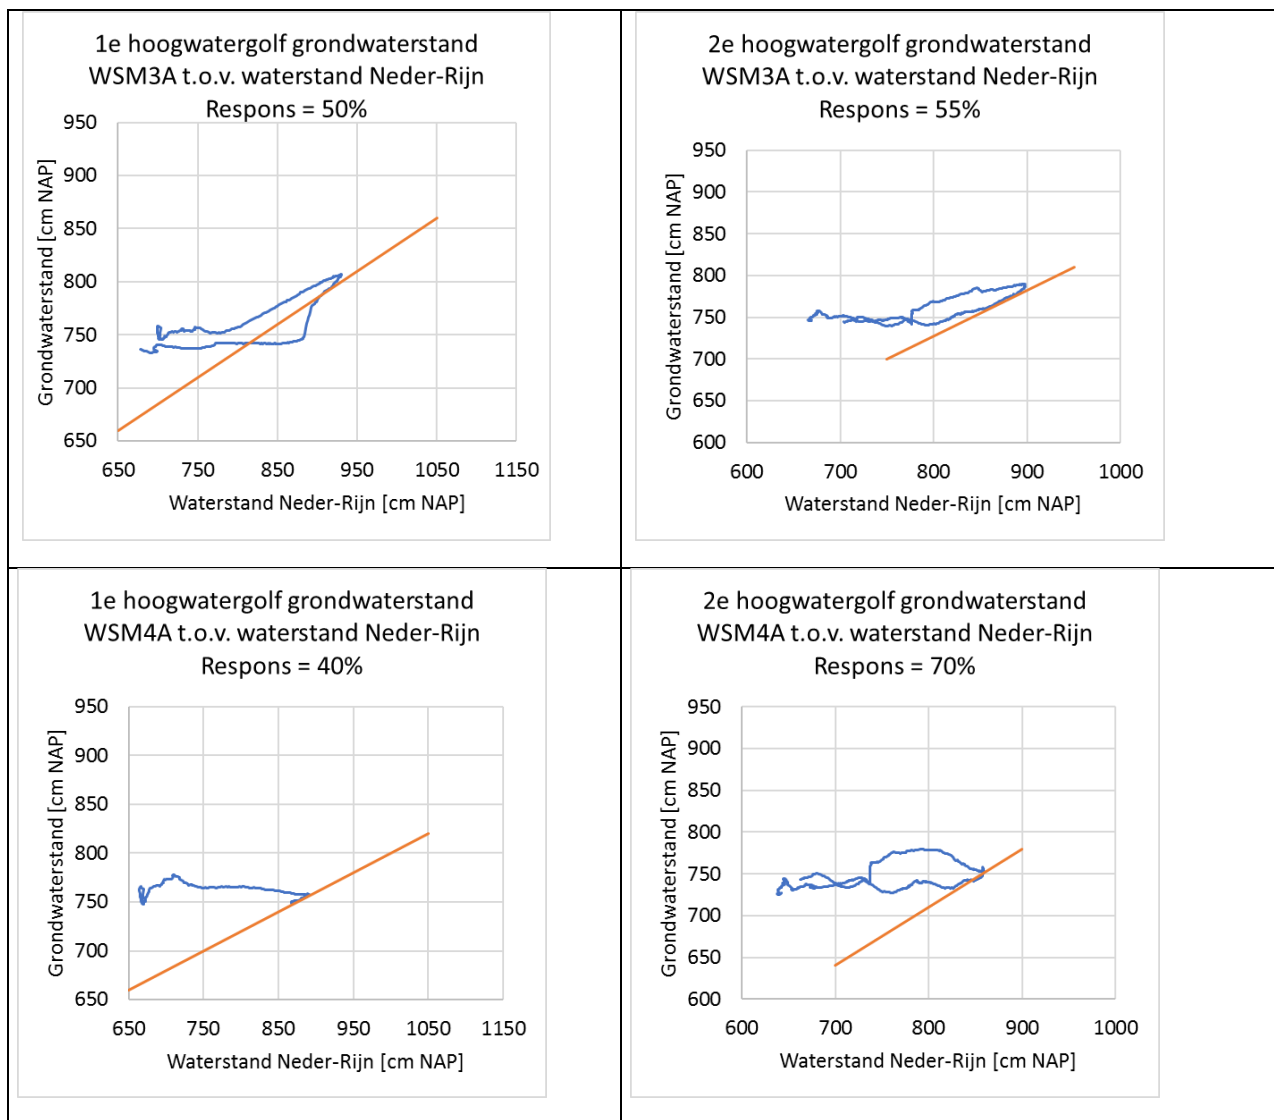 1e hoogwatergolf grondwaterstand
WSM3A t.o.v. waterstand Neder-Rijn
Respons = 50%
950
900
850
800
750
700
650
Grondwaterstand [cm NAP]
650 750 850 950 1050 1150
Waterstand Neder-Rijn [cm NAP]
2e hoogwatergolf grondwaterstand
WSM3A t.o.v. waterstand Neder-Rijn
Respons = 55%
950
900
850
800
750
700
650
600
Grondwaterstand [cm NAP]
600 700 800 900 1000
Waterstand Neder-Rijn [cm NAP]
1e hoogwatergolf grondwaterstand
WSM4A t.o.v. waterstand Neder-Rijn
Respons = 40%
950
900
850
800
750
700
650
Grondwaterstand [cm NAP]
650 750 850 950 1050 1150
Waterstand Neder-Rijn [cm NAP]
2e hoogwatergolf grondwaterstand
WSM4A t.o.v. waterstand Neder-Rijn
Respons = 70%
950
900
850
800
750
700
650
600
Grondwaterstand [cm NAP]
600 700 800 900 1000
Waterstand Neder-Rijn [cm NAP]